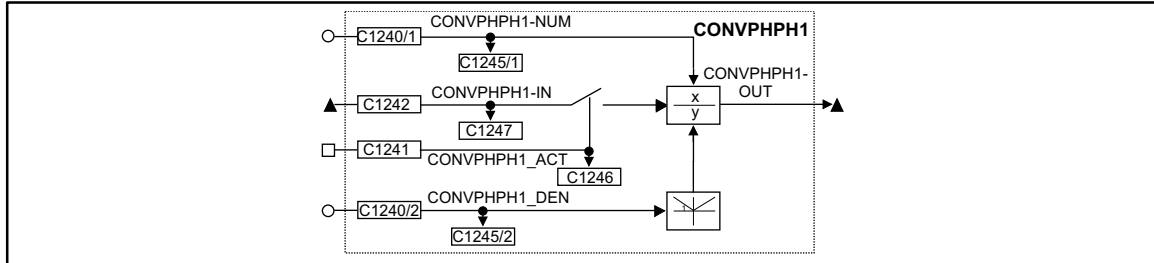 CONVPHPH1-NUM
CONVPHPH1
C1240/1
C1245/1
CONVPHPH1-
OUT
CONVPHPH1-IN
C1242
x
y
C1247
C1241
CONVPHPH1_ACT
C1246
CONVPHPH1_DEN
C1240/2
1
C1245/2